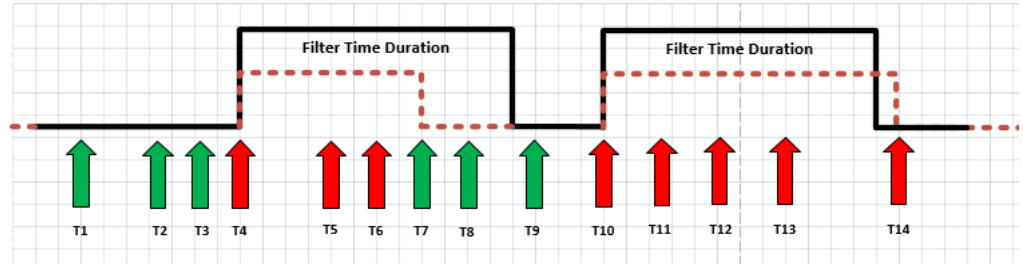 Filter Time Duration
Filter Time Duration
T1
T2
T3
T4
T5
T6
T7
T8
T9
T10
T11
T12
T13
T14